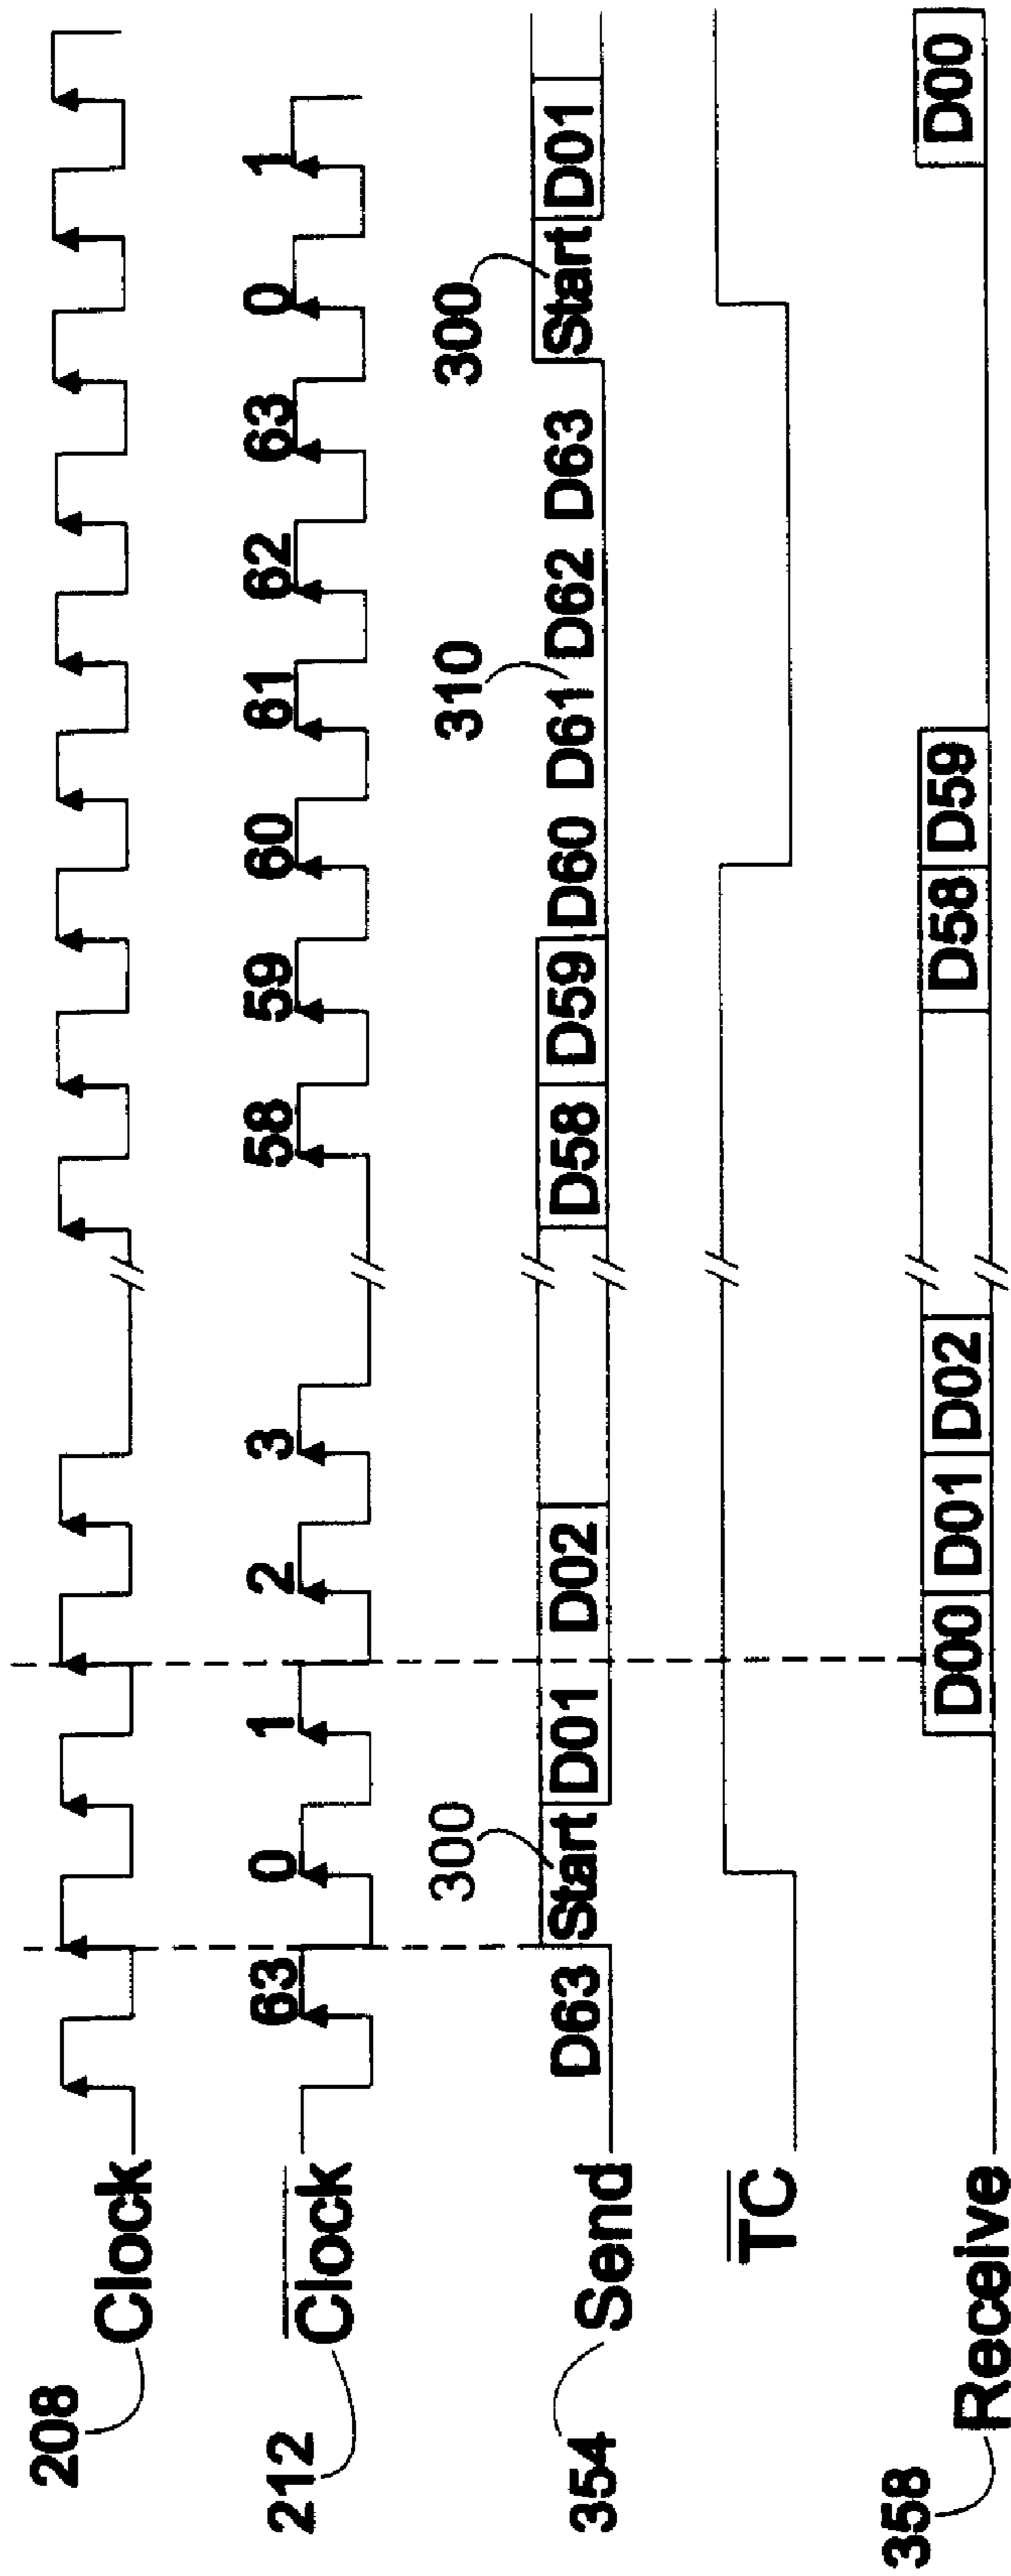 208 Clock
212 Clock 63 0 1 2 3 58 59 60 61 62 63 0 1
300 310 300
354 Send D63 Start D01 D02 D58 D59 D60 D61 D62 D63 Start D01
TC
358 Receive D00 D01 D02 D58 D59 D00